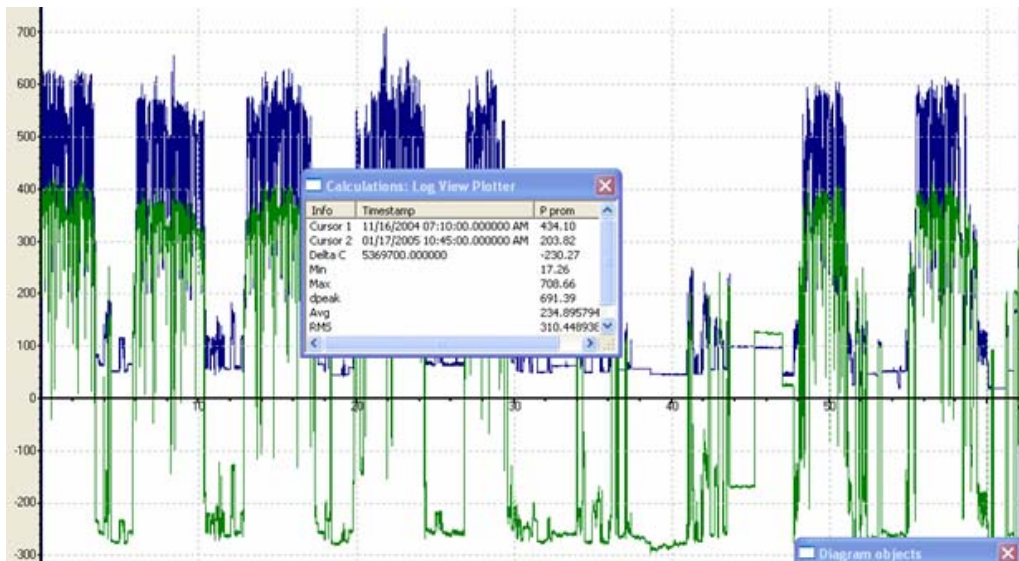 700
600
500
400
300
200
100
0
-100
-200
-300
10
20
30
40
50
Calculations: Log View Plotter
Info Timestamp P prom
Cursor 1 11/16/2004 07:10:00.000000 AM 434.10
Cursor 2 01/17/2005 10:45:00.000000 AM 203.82
Delta C 5369700.000000 -230.27
Min 17.26
Max 708.66
dpeak 691.39
Avg 234.895794
RMS 310.448938
Diagram objects